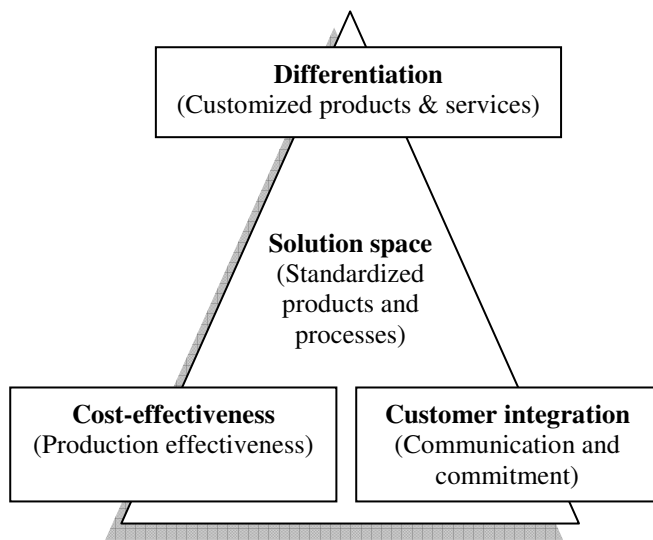 Differentiation
(Customized products & services)
Solution space
(Standardized
products and
processes)
Cost-effectiveness
(Production effectiveness)
Customer integration
(Communication and
commitment)